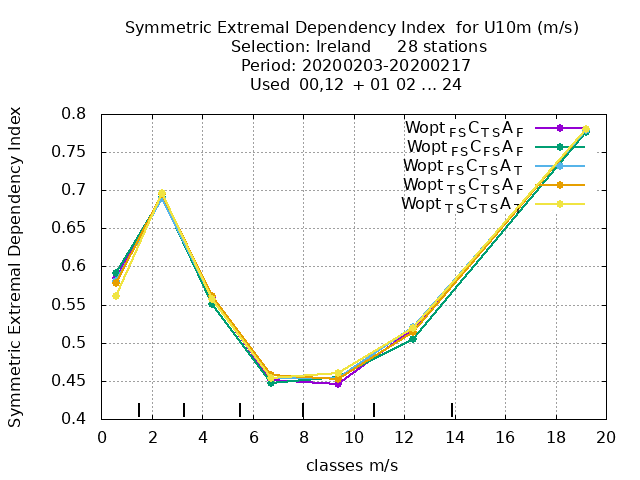 Symmetric Extremal Dependency Index  for U10m (m/s)
Selection: Ireland     28 stations
Period: 20200203-20200217
Used  00,12  + 01 02 ... 24
Symmetric Extremal Dependency Index
0.8
0.75
0.7
0.65
0.6
0.55
0.5
0.45
0.4
Wopt FS C TS A F
Wopt FS C FS A F
Wopt FS C TS A T
Wopt TS C TS A F
Wopt TS C TS A T
0 2 4 6 8 10 12 14 16 18 20
classes m/s